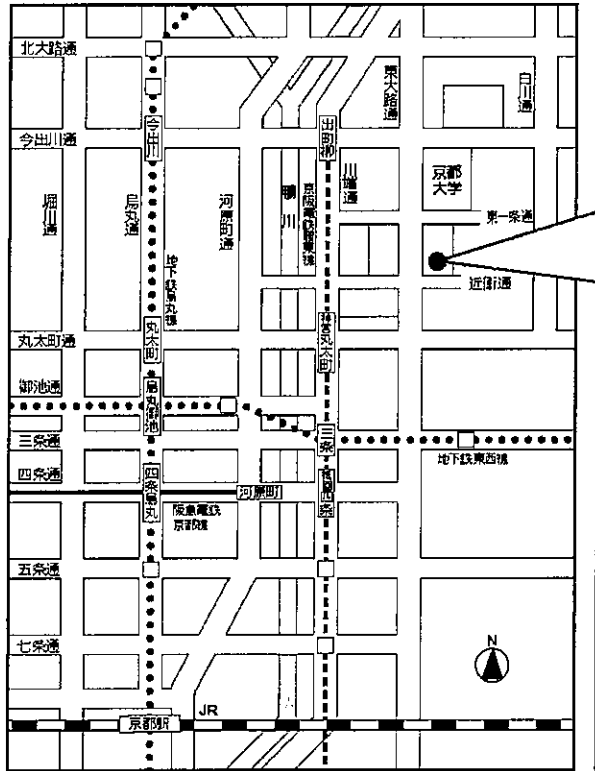 北大路通
今出川通
堀川通
烏丸通
今出川
河原町通
鴨川
京阪電鉄鴨東線
出町柳
川端通
東大路通
京都
大学
白川通
東一条通
近衛通
地下鉄烏丸線
丸太町通
丸太町
神宮丸太町
御池通
烏丸御池
三条通
三条
地下鉄東西線
四条通
四条烏丸
河原町
祇園四条
阪急電鉄
京都線
五条通
七条通
N
JR
京都駅